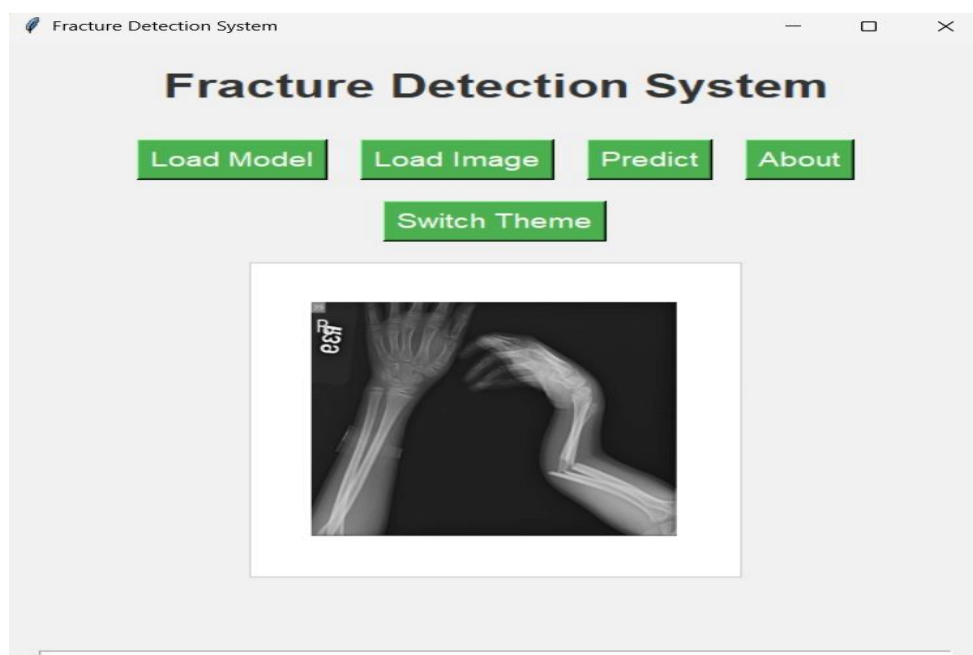 Fracture Detection System
Fracture Detection System
Load Model Load Image Predict About
Switch Theme
R